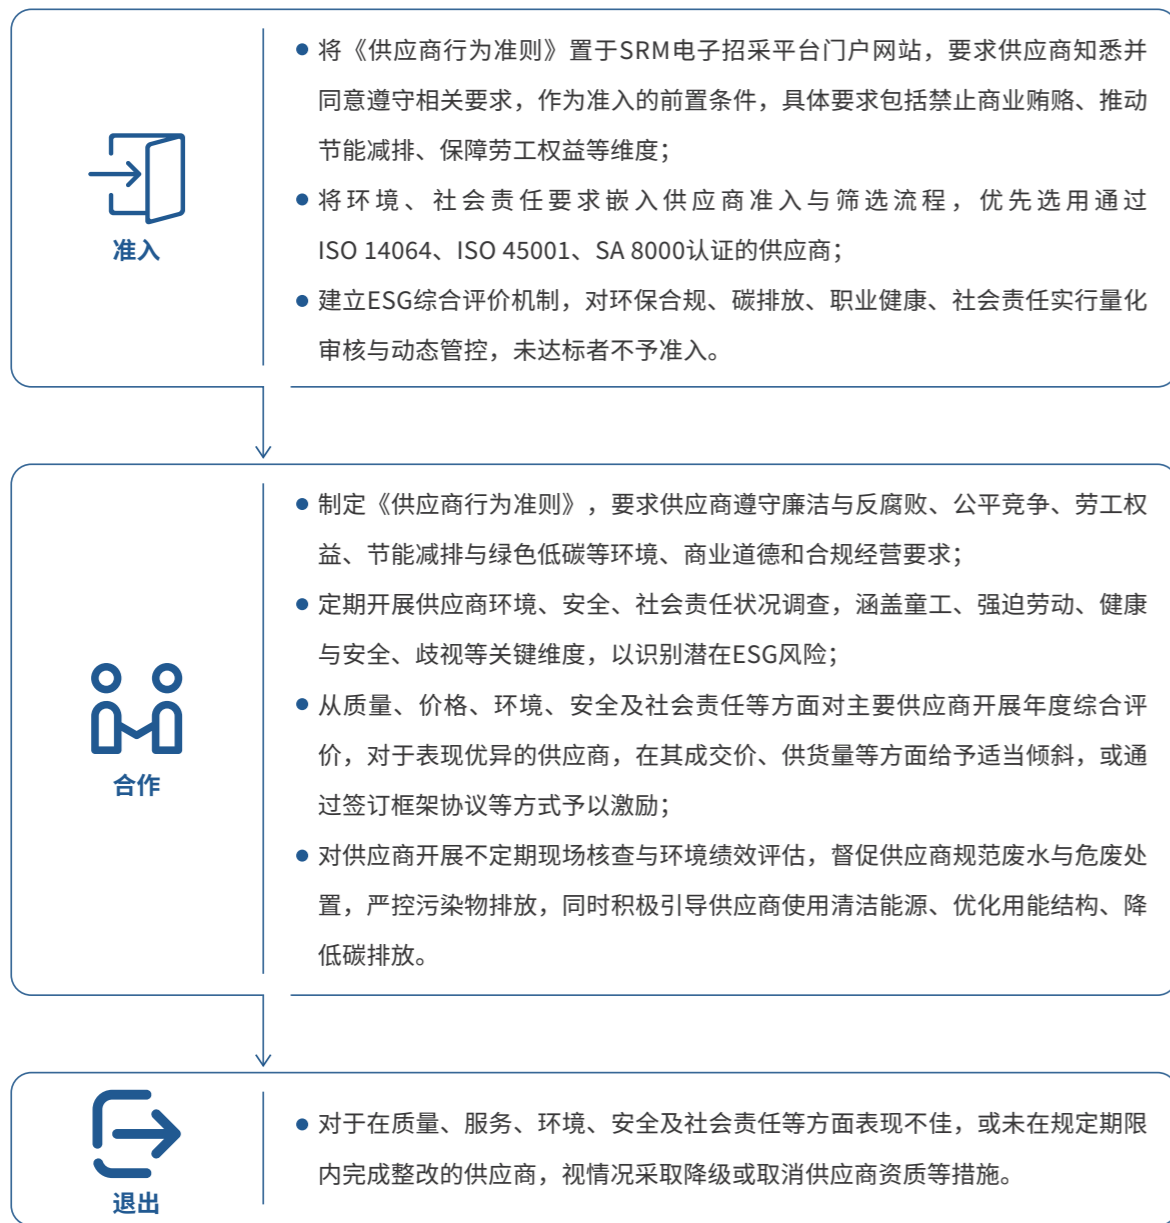 将《供应商行为准则》置于SRM电子招采平台门户网站，要求供应商知悉并
同意遵守相关要求，作为准入的前置条件，具体要求包括禁止商业贿赂、推动
节能减排、保障劳工权益等维度；
将环境、社会责任要求嵌入供应商准入与筛选流程，优先选用通过
ISO 14064、ISO 45001、SA 8000认证的供应商；
建立ESG综合评价机制，对环保合规、碳排放、职业健康、社会责任实行量化
审核与动态管控，未达标者不予准入。
准入
制定《供应商行为准则》，要求供应商遵守廉洁与反腐败、公平竞争、劳工权
益、节能减排与绿色低碳等环境、商业道德和合规经营要求；
定期开展供应商环境、安全、社会责任状况调查，涵盖童工、强迫劳动、健康
与安全、歧视等关键维度，以识别潜在ESG风险；
从质量、价格、环境、安全及社会责任等方面对主要供应商开展年度综合评
价，对于表现优异的供应商，在其成交价、供货量等方面给予适当倾斜，或通
过签订框架协议等方式予以激励；
对供应商开展不定期现场核查与环境绩效评估，督促供应商规范废水与危废处
置，严控污染物排放，同时积极引导供应商使用清洁能源、优化用能结构、降
低碳排放。
合作
对于在质量、服务、环境、安全及社会责任等方面表现不佳，或未在规定期限
内完成整改的供应商，视情况采取降级或取消供应商资质等措施。
退出